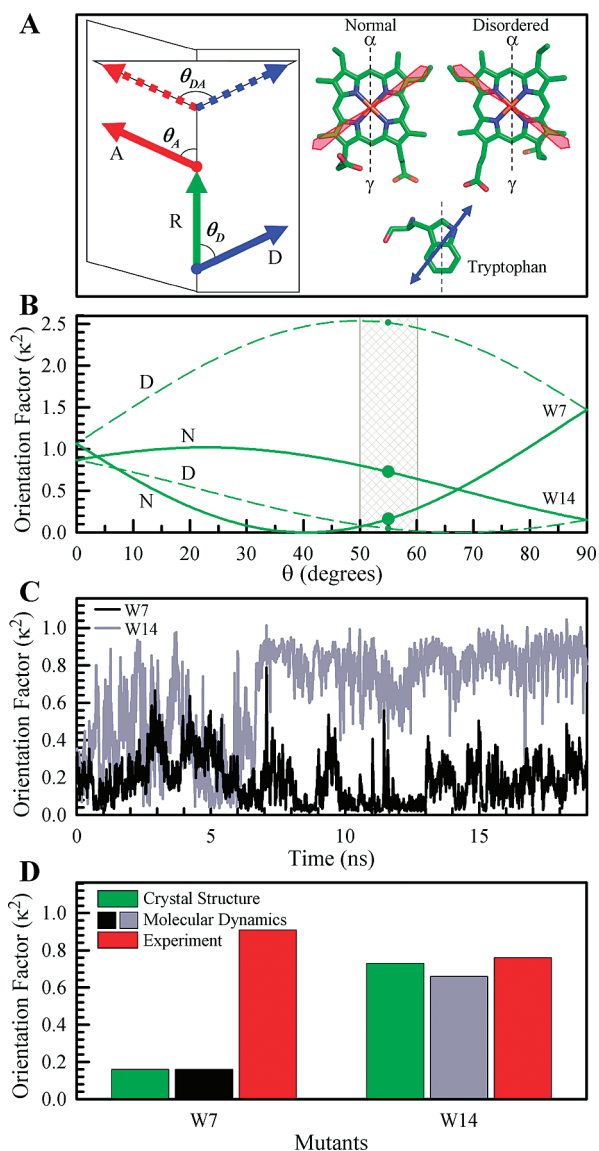 A
Normal
Disordered
α
α
θDA
θA
A
R
θD
D
γ
γ
Tryptophan
B
Orientation Factor (κ²)
2.5
2.0
1.5
1.0
0.5
0.0
D
N
D
N
W7
W14
0 10 20 30 40 50 60 70 80 90
θ (degrees)
C
Orientation Factor (κ²)
W7
W14
1.0
0.8
0.6
0.4
0.2
0.0
0 5 10 15
Time (ns)
D
Orientation Factor (κ²)
Crystal Structure
Molecular Dynamics
Experiment
1.0
0.8
0.6
0.4
0.2
0.0
W7 W14
Mutants